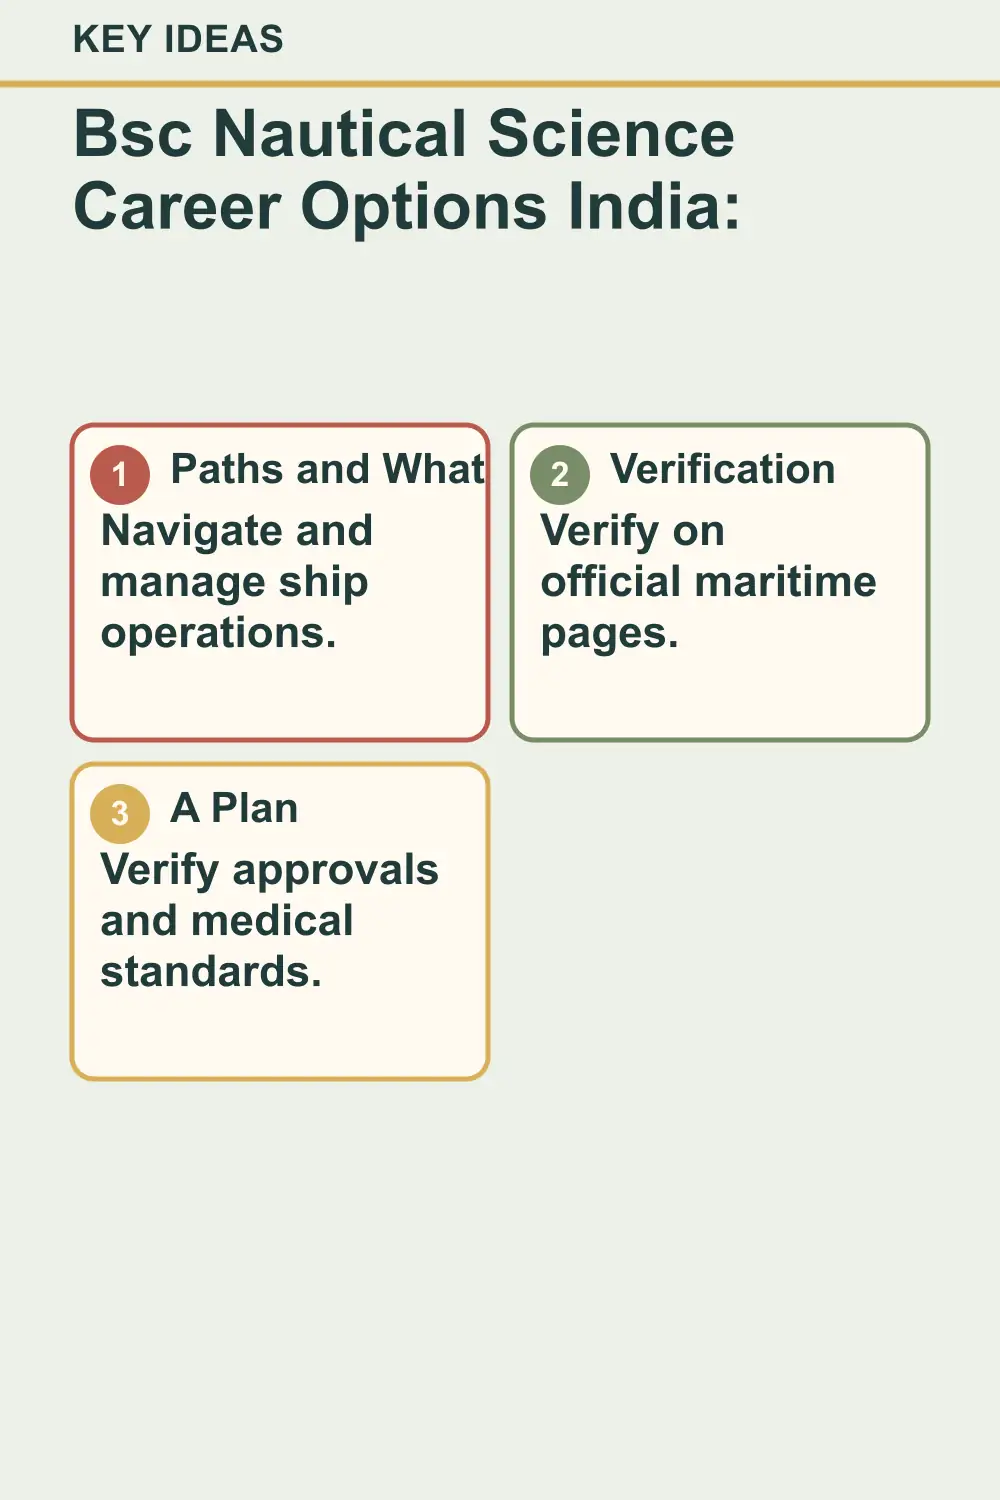 KEY IDEAS
Bsc Nautical Science
Career Options India:
1 Paths and What
Navigate and
manage ship
operations.
2 Verification
Verify on
official maritime
pages.
3 A Plan
Verify approvals
and medical
standards.